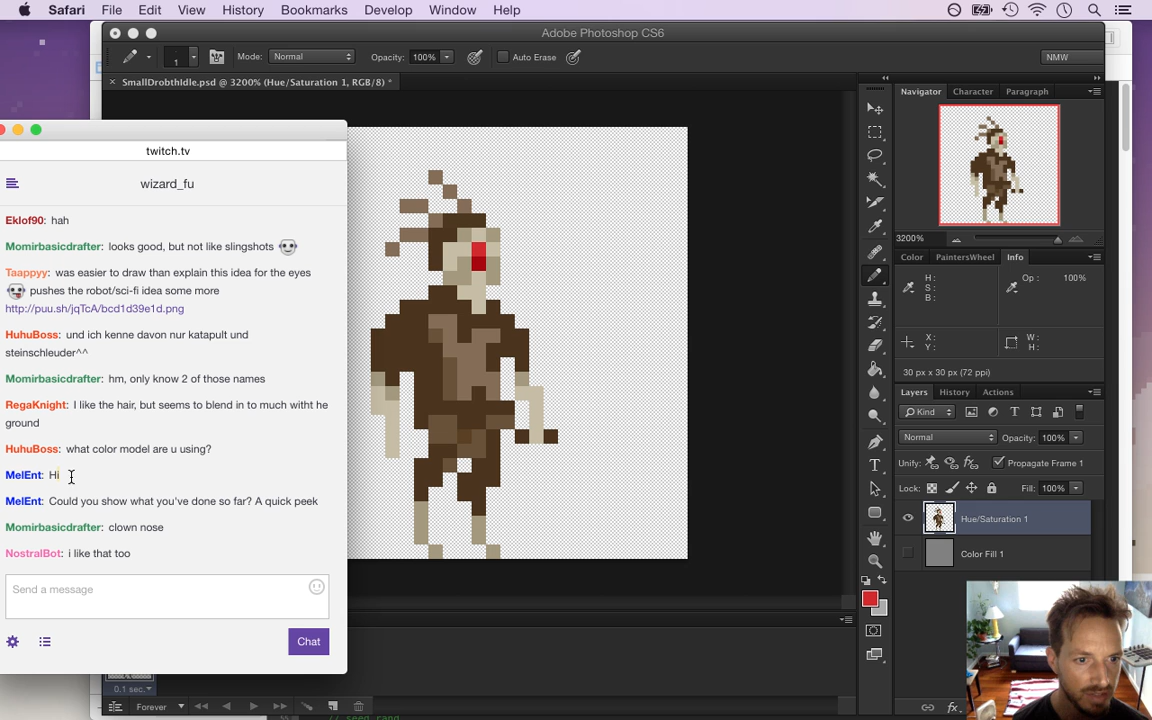 Safari File Edit View History Bookmarks Develop Window Help
Adobe Photoshop CS6
1 Mode: Normal Opacity: 100% Auto Erase NMW
SmallDrobthIdle.psd @ 3200% (Hue/Saturation 1, RGB/8) *
twitch.tv
wizard_fu
Eklof90: hah
Momirbasicdrafter: looks good, but not like slingshots
Taappyy: was easier to draw than explain this idea for the eyes
pushes the robot/sci-fi idea some more
http://puu.sh/jqTcA/bcd1d39e1d.png
HuhuBoss: und ich kenne davon nur katapult und
steinschleuder^^
Momirbasicdrafter: hm, only know 2 of those names
RegaKnight: I like the hair, but seems to blend in to much witht he
ground
HuhuBoss: what color model are u using?
MelEnt: Hi
MelEnt: Could you show what you've done so far? A quick peek
Momirbasicdrafter: clown nose
NostralBot: i like that too
Send a message
Chat
0.1 sec.
Forever
// seed rand
Navigator Character Paragraph
3200%
Color PaintersWheel Info
H: Op: 100%
S:
B:
X: W:
Y: H:
30 px x 30 px (72 ppi)
Layers History Actions
Kind T
Normal Opacity: 100%
Unify: Propagate Frame 1
Lock: Fill: 100%
Hue/Saturation 1
Color Fill 1
fx